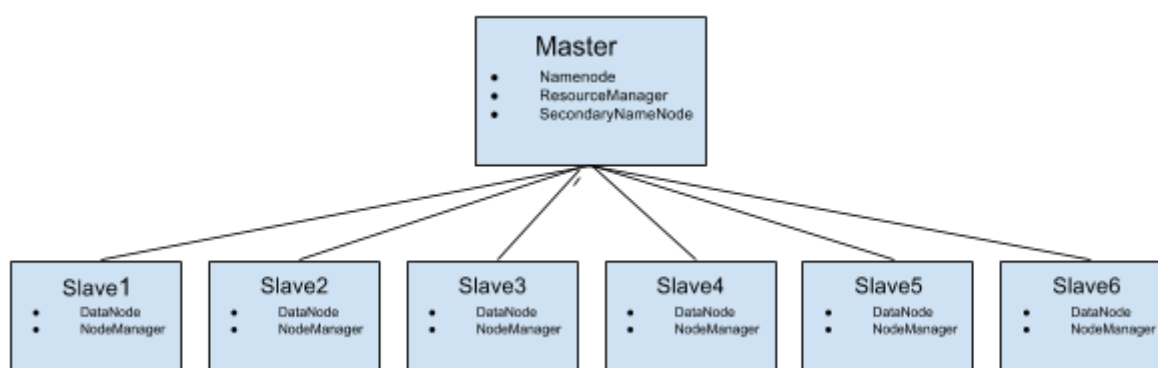 Master
• Namenode
• ResourceManager
• SecondaryNameNode
Slave1
• DataNode
• NodeManager
Slave2
• DataNode
• NodeManager
Slave3
• DataNode
• NodeManager
Slave4
• DataNode
• NodeManager
Slave5
• DataNode
• NodeManager
Slave6
• DataNode
• NodeManager